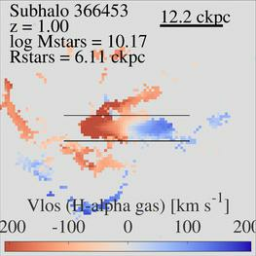 Subhalo 366453
12.2 ckpc
z = 1.00
log Mstars = 10.17
Rstars = 6.11 ckpc
Vlos (H-alpha gas) [km s⁻¹]
200 -100 0 100 200